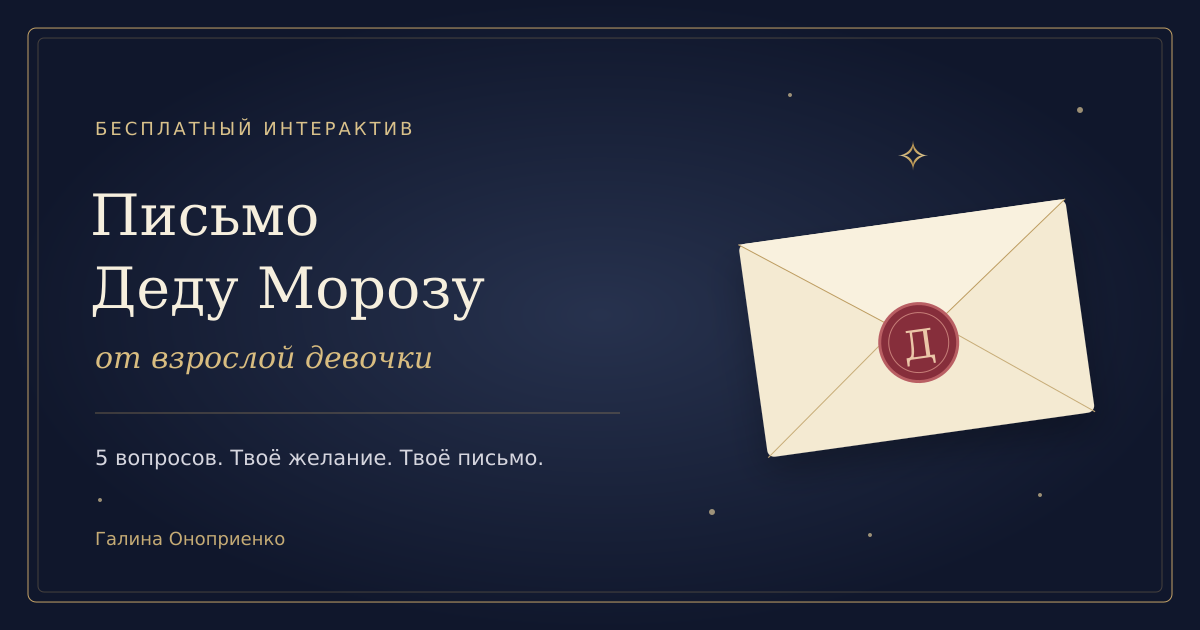 БЕСПЛАТНЫЙ ИНТЕРАКТИВ
Письмо
Деду Морозу
от взрослой девочки
5 вопросов. Твоё желание. Твоё письмо.
Галина Оноприенко
Д